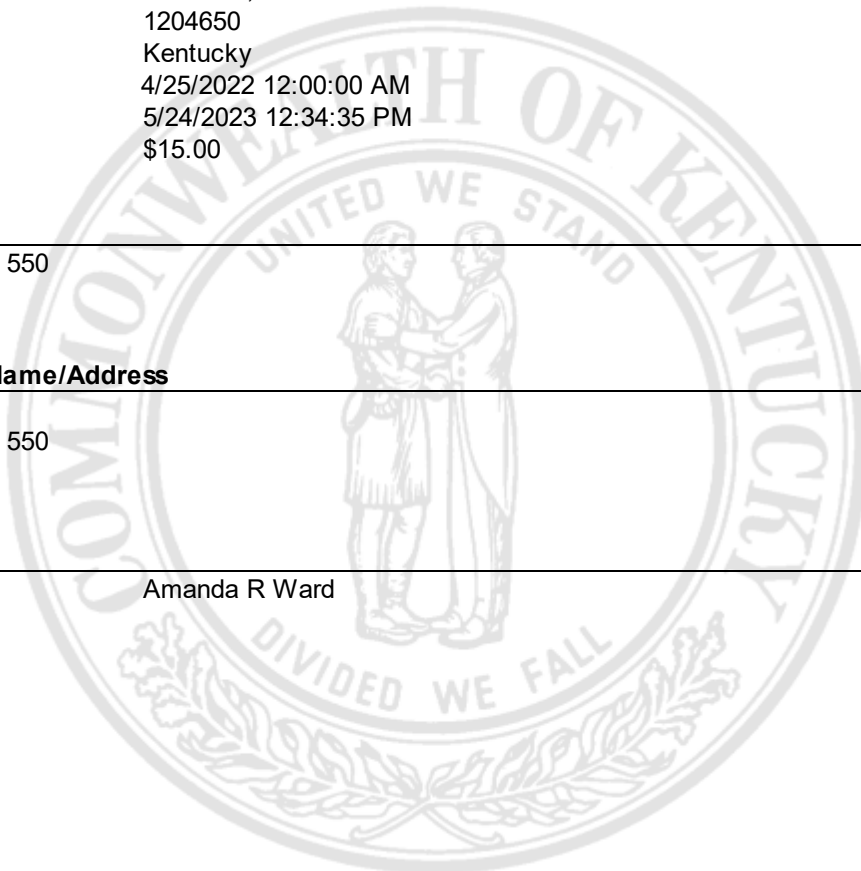 1204650
Kentucky
4/25/2022 12:00:00 AM
5/24/2023 12:34:35 PM
$15.00
COMMONWEALTH OF KENTUCKY
UNITED WE STAND
550
ame/Address
550
Amanda R Ward
DIVIDED WE FALL